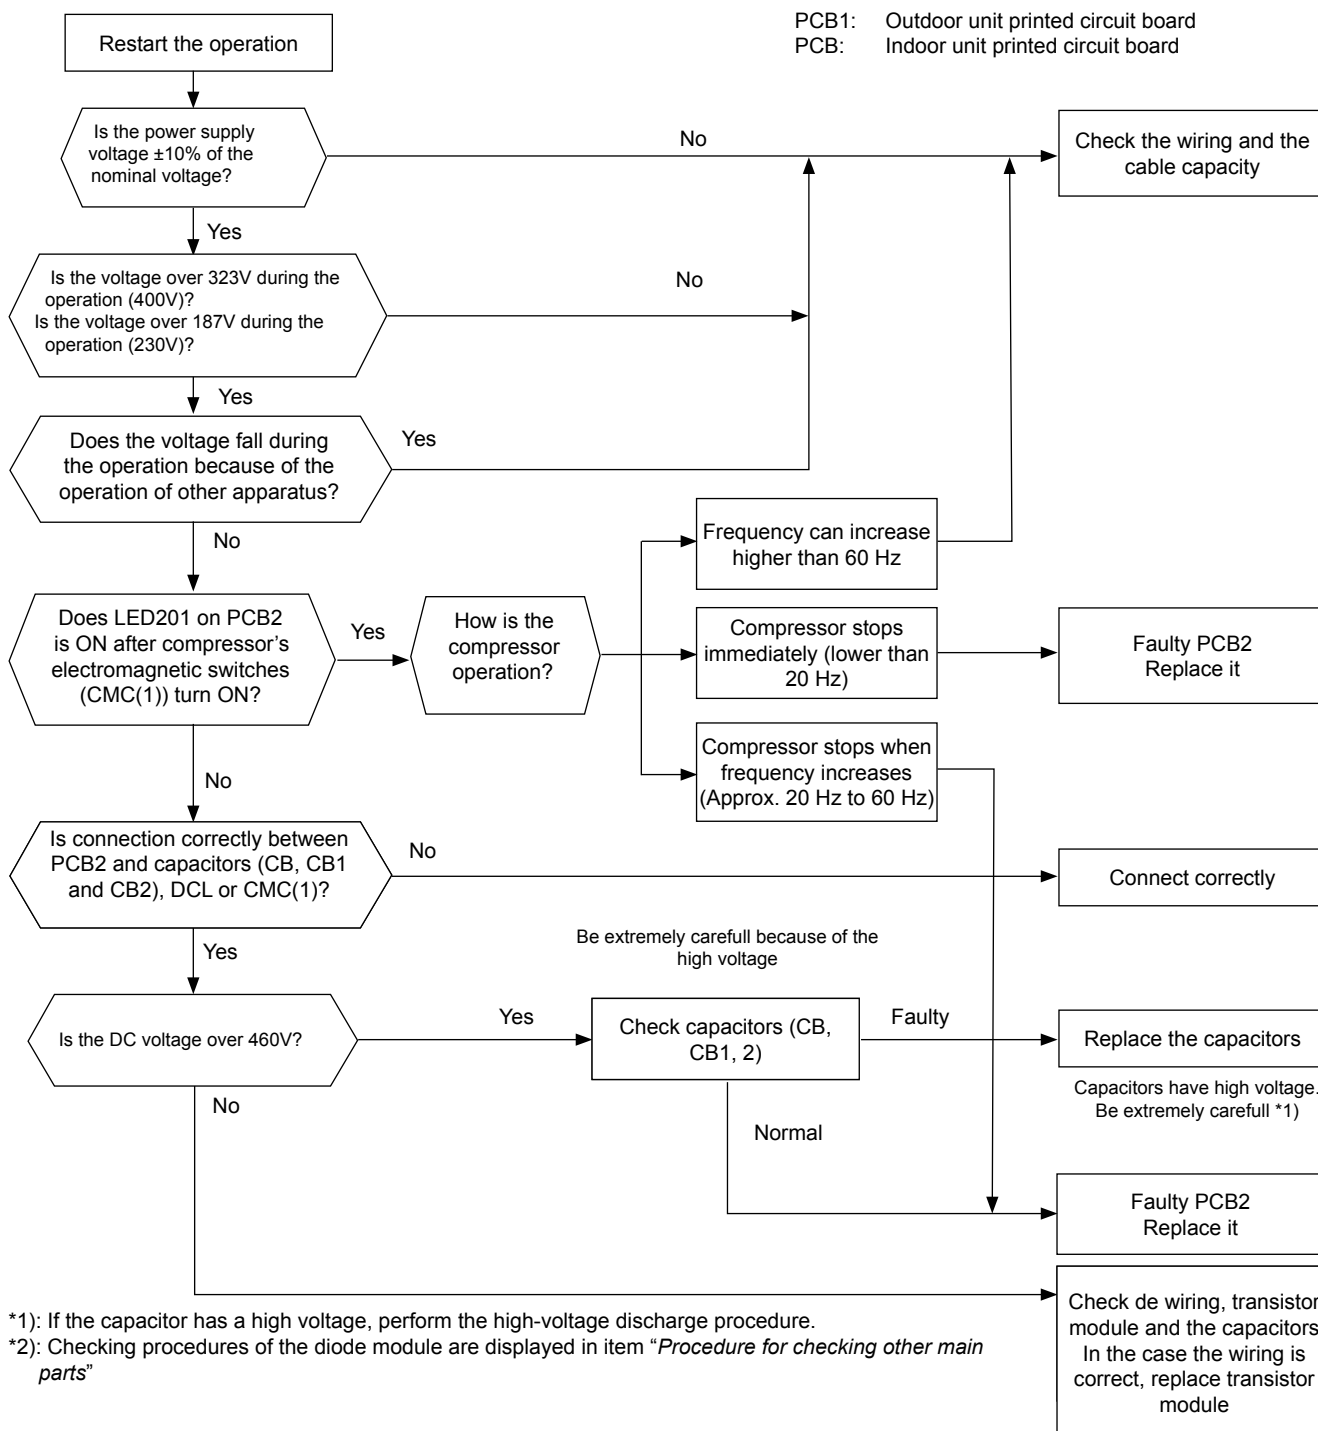 PCB1: Outdoor unit printed circuit board
PCB: Indoor unit printed circuit board
Restart the operation
Is the power supply
voltage ±10% of the
nominal voltage?
No
Check the wiring and the
cable capacity
Yes
Is the voltage over 323V during the
operation (400V)?
Is the voltage over 187V during the
operation (230V)?
No
Yes
Does the voltage fall during
the operation because of the
operation of other apparatus?
Yes
No
Frequency can increase
higher than 60 Hz
Does LED201 on PCB2
is ON after compressor's
electromagnetic switches
(CMC(1)) turn ON?
Yes
How is the
compressor
operation?
Compressor stops
immediately (lower than
20 Hz)
Faulty PCB2
Replace it
Compressor stops when
frequency increases
(Approx. 20 Hz to 60 Hz)
No
Is connection correctly between
PCB2 and capacitors (CB, CB1
and CB2), DCL or CMC(1)?
No
Connect correctly
Yes
Be extremely carefull because of the
high voltage
Is the DC voltage over 460V?
Yes
Check capacitors (CB,
CB1, 2)
Faulty
Replace the capacitors
Capacitors have high voltage.
Be extremely carefull *1)
No
Normal
Faulty PCB2
Replace it
Check de wiring, transistor
module and the capacitors
In the case the wiring is
correct, replace transistor
module
*1): If the capacitor has a high voltage, perform the high-voltage discharge procedure.
*2): Checking procedures of the diode module are displayed in item “Procedure for checking other main
parts”